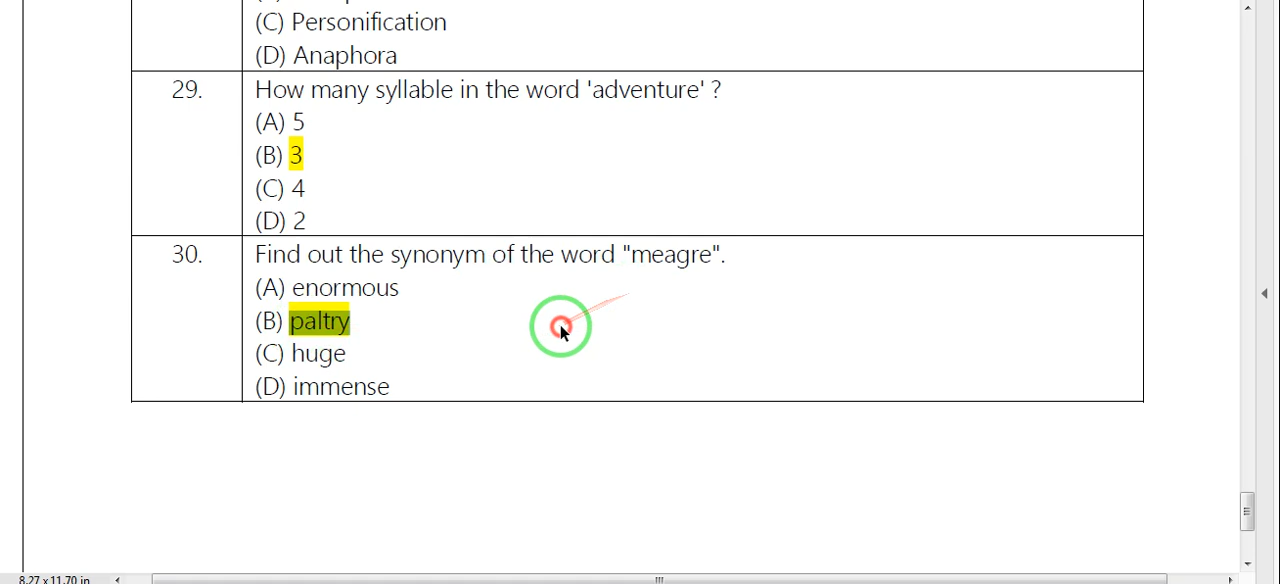 (C) Personification
(D) Anaphora
29.
How many syllable in the word 'adventure' ?
(A) 5
(B) 3
(C) 4
(D) 2
30.
Find out the synonym of the word "meagre".
(A) enormous
(B) paltry
(C) huge
(D) immense
8.27 x 11.70 in